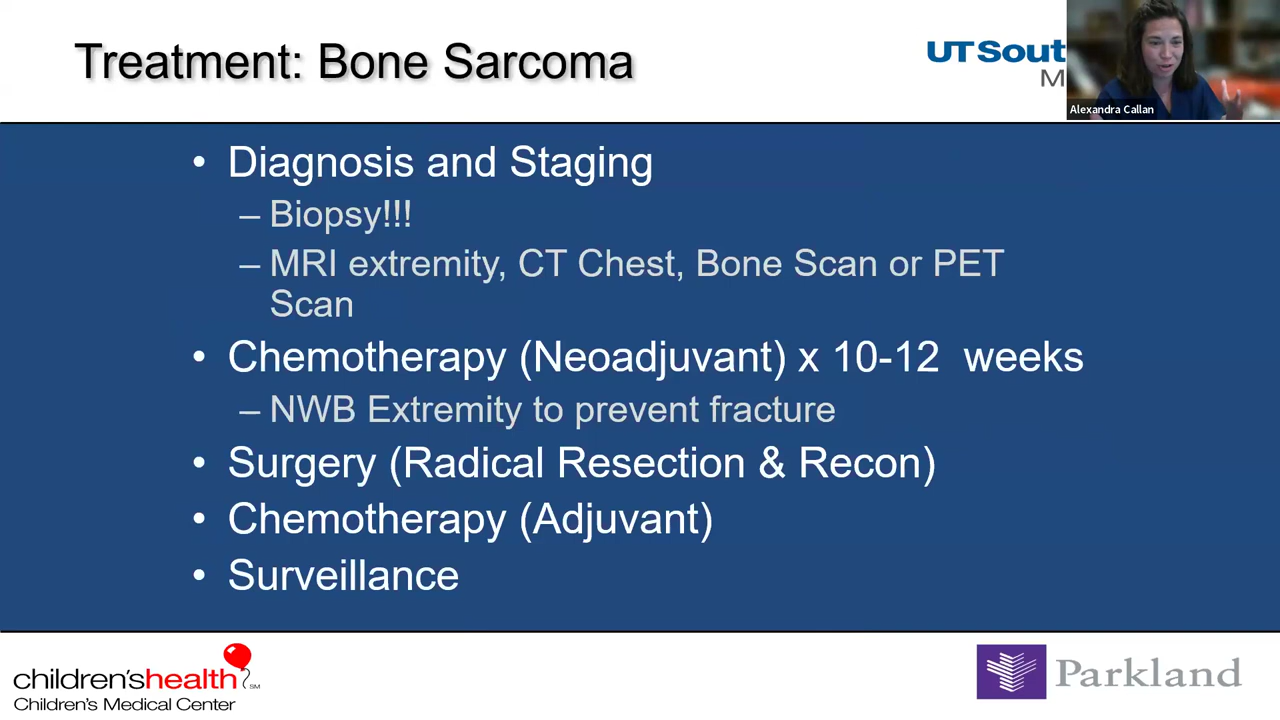 Treatment: Bone Sarcoma
UTSout
M
Alexandra Callan
• Diagnosis and Staging
– Biopsy!!!
– MRI extremity, CT Chest, Bone Scan or PET
Scan
• Chemotherapy (Neoadjuvant) x 10-12 weeks
– NWB Extremity to prevent fracture
• Surgery (Radical Resection & Recon)
• Chemotherapy (Adjuvant)
• Surveillance
children'shealth SM
Children's Medical Center
Parkland